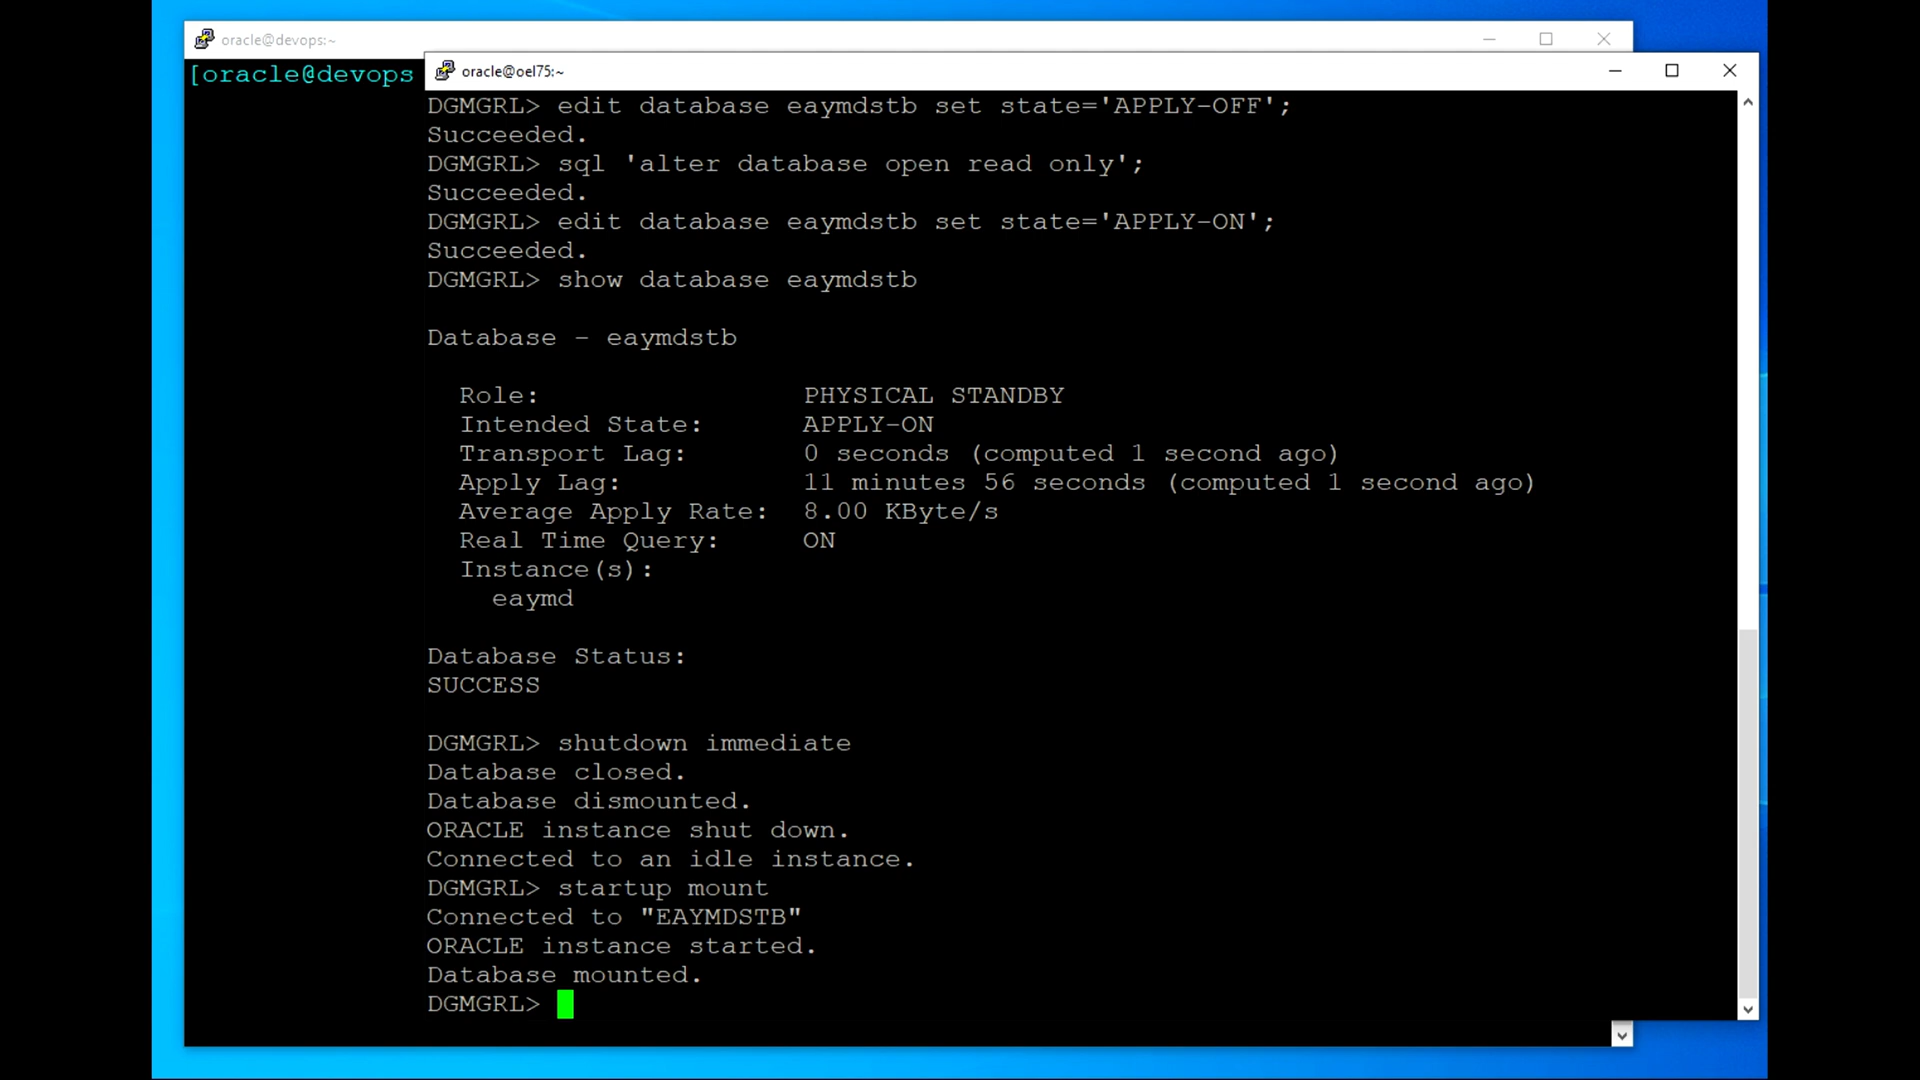 oracle@devops:~
[oracle@devops
oracle@oel75:~
DGMGRL> edit database eaymdstb set state='APPLY-OFF';
Succeeded.
DGMGRL> sql 'alter database open read only';
Succeeded.
DGMGRL> edit database eaymdstb set state='APPLY-ON';
Succeeded.
DGMGRL> show database eaymdstb
Database - eaymdstb
Role: PHYSICAL STANDBY
Intended State: APPLY-ON
Transport Lag: 0 seconds (computed 1 second ago)
Apply Lag: 11 minutes 56 seconds (computed 1 second ago)
Average Apply Rate: 8.00 KByte/s
Real Time Query: ON
Instance(s):
eaymd
Database Status:
SUCCESS
DGMGRL> shutdown immediate
Database closed.
Database dismounted.
ORACLE instance shut down.
Connected to an idle instance.
DGMGRL> startup mount
Connected to "EAYMDSTB"
ORACLE instance started.
Database mounted.
DGMGRL>